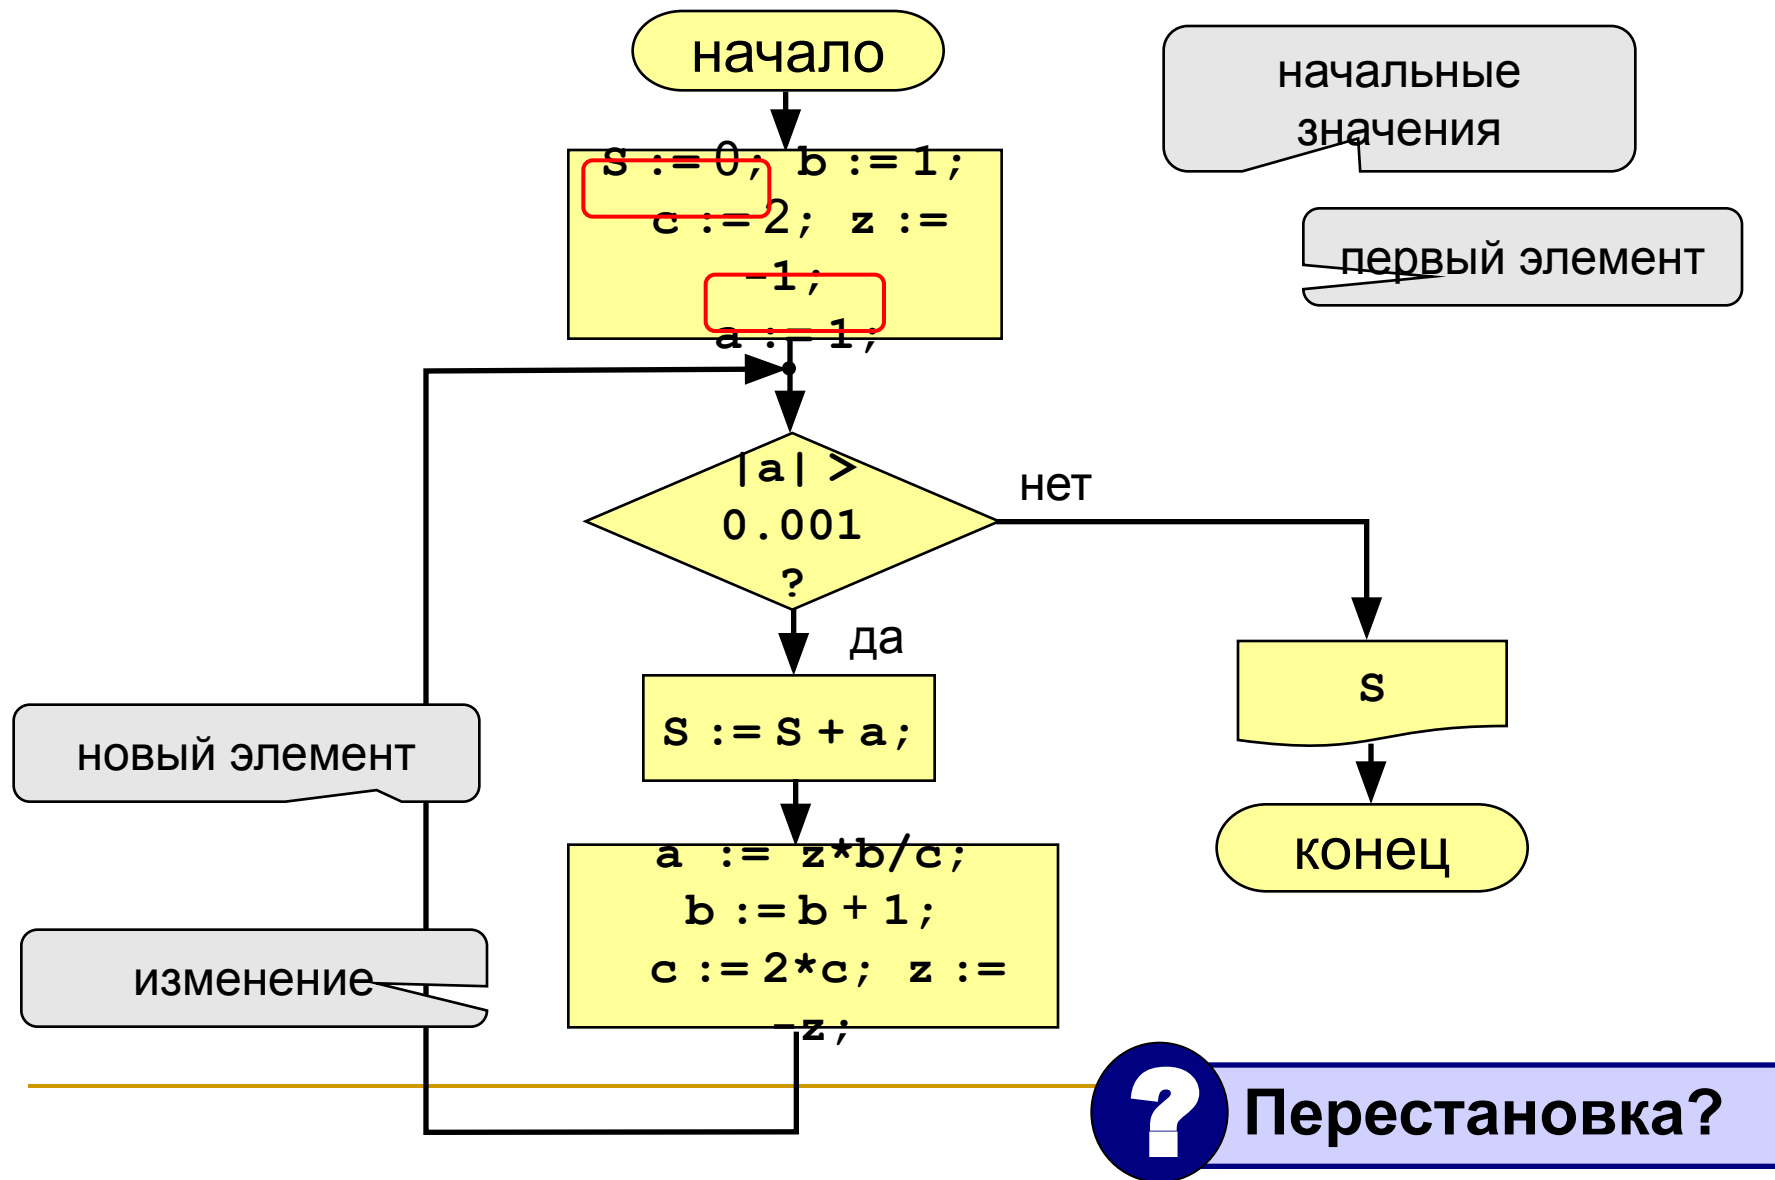 начало
начальные
значения
S := 0; b := 1;
c := 2; z :=
-1;
a := 1;
первый элемент
|a| >
0.001
?
нет
да
S := S + a;
S
новый элемент
a := z*b/c;
b := b + 1;
c := 2*c; z :=
-z;
конец
изменение
? Перестановка?